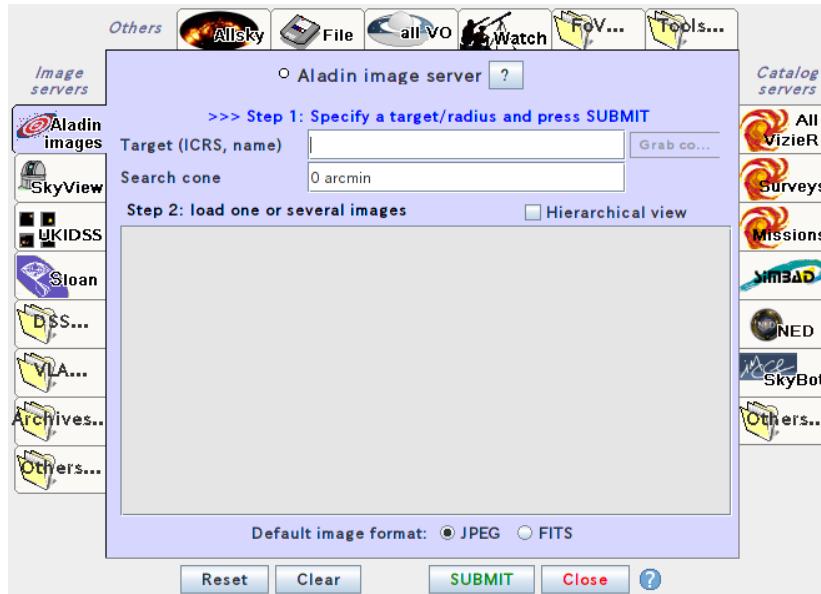 Others
Allsky
File
all VO
Watch
FoV...
Tools...
Image
servers
Aladin
images
SkyView
UKIDSS
Sloan
DSS...
VLA...
Archives..
Others...
Aladin image server ?
>>> Step 1: Specify a target/radius and press SUBMIT
Target (ICRS, name)
Grab co...
Search cone
0 arcmin
Step 2: load one or several images
Hierarchical view
Default image format: JPEG FITS
Reset
Clear
SUBMIT
Close
?
Catalog
servers
All
VizieR
Surveys
Missions
SIMBAD
NED
SkyBot
Others..